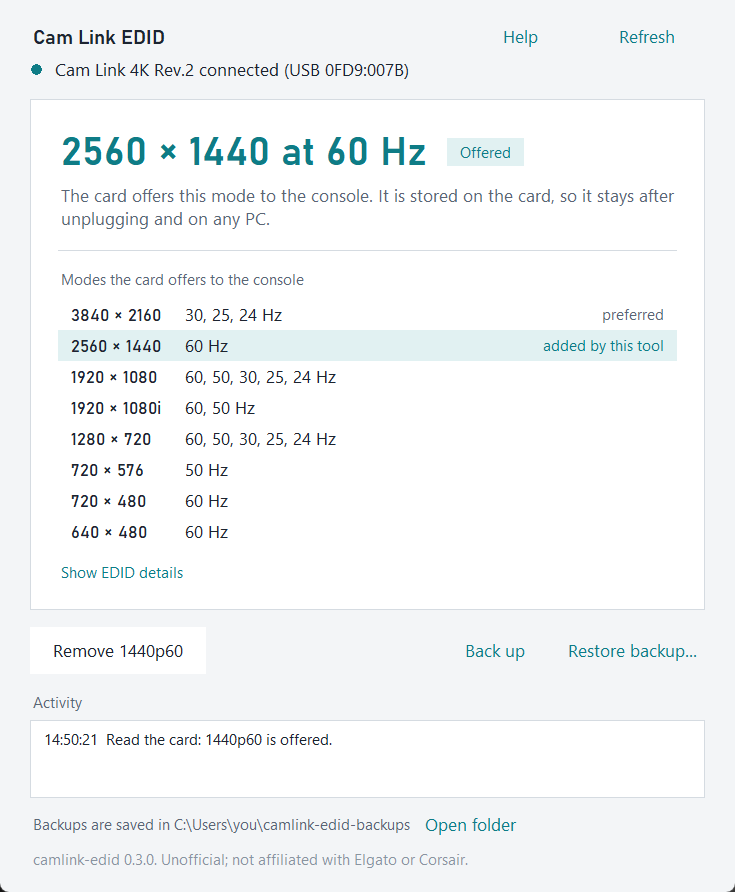 Cam Link EDID Help Refresh
Cam Link 4K Rev.2 connected (USB 0FD9:007B)
2560 × 1440 at 60 Hz Offered
The card offers this mode to the console. It is stored on the card, so it stays after
unplugging and on any PC.
Modes the card offers to the console
3840 × 2160 30, 25, 24 Hz preferred
2560 × 1440 60 Hz added by this tool
1920 × 1080 60, 50, 30, 25, 24 Hz
1920 × 1080i 60, 50 Hz
1280 × 720 60, 50, 30, 25, 24 Hz
720 × 576 50 Hz
720 × 480 60 Hz
640 × 480 60 Hz
Show EDID details
Remove 1440p60 Back up Restore backup...
Activity
14:50:21 Read the card: 1440p60 is offered.
Backups are saved in C:\Users\you\camlink-edid-backups Open folder
camlink-edid 0.3.0. Unofficial; not affiliated with Elgato or Corsair.